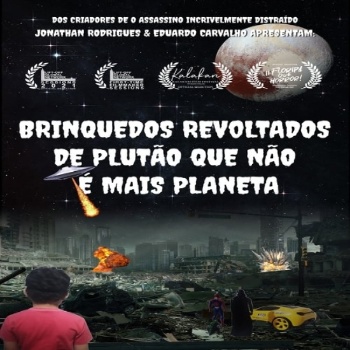 DOS CRIADORES DE O ASSASSINO INCRIVELMENTE DISTRAÍDO
JONATHAN RODRIGUES & EDUARDO CARVALHO APRESENTAM:
Kalakari
BRINQUEDOS REVOLTADOS
DE PLUTÃO QUE NÃO
É MAIS PLANETA